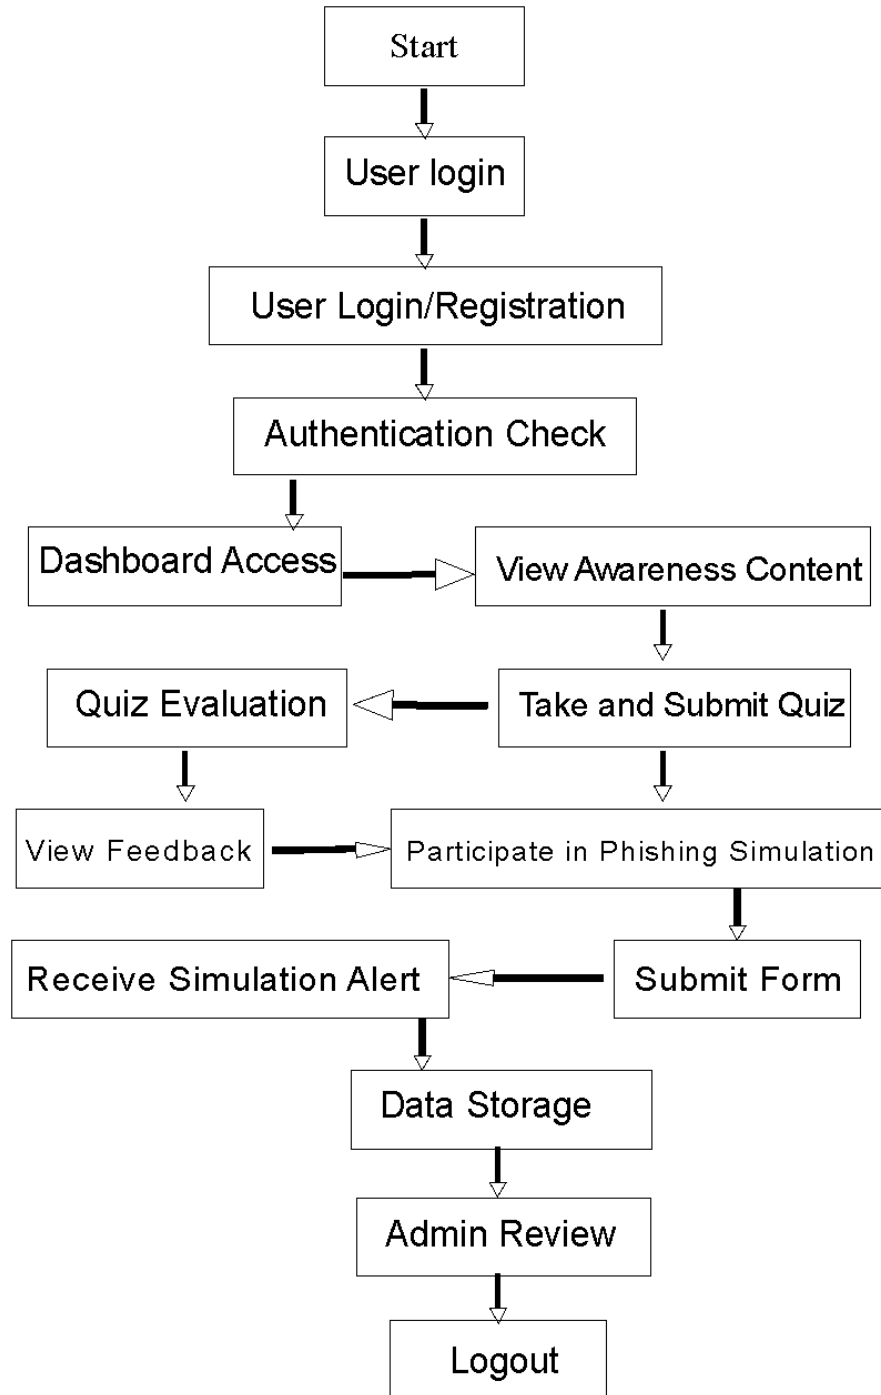 Start
User login
User Login/Registration
Authentication Check
Dashboard Access
View Awareness Content
Quiz Evaluation
Take and Submit Quiz
View Feedback
Participate in Phishing Simulation
Receive Simulation Alert
Submit Form
Data Storage
Admin Review
Logout